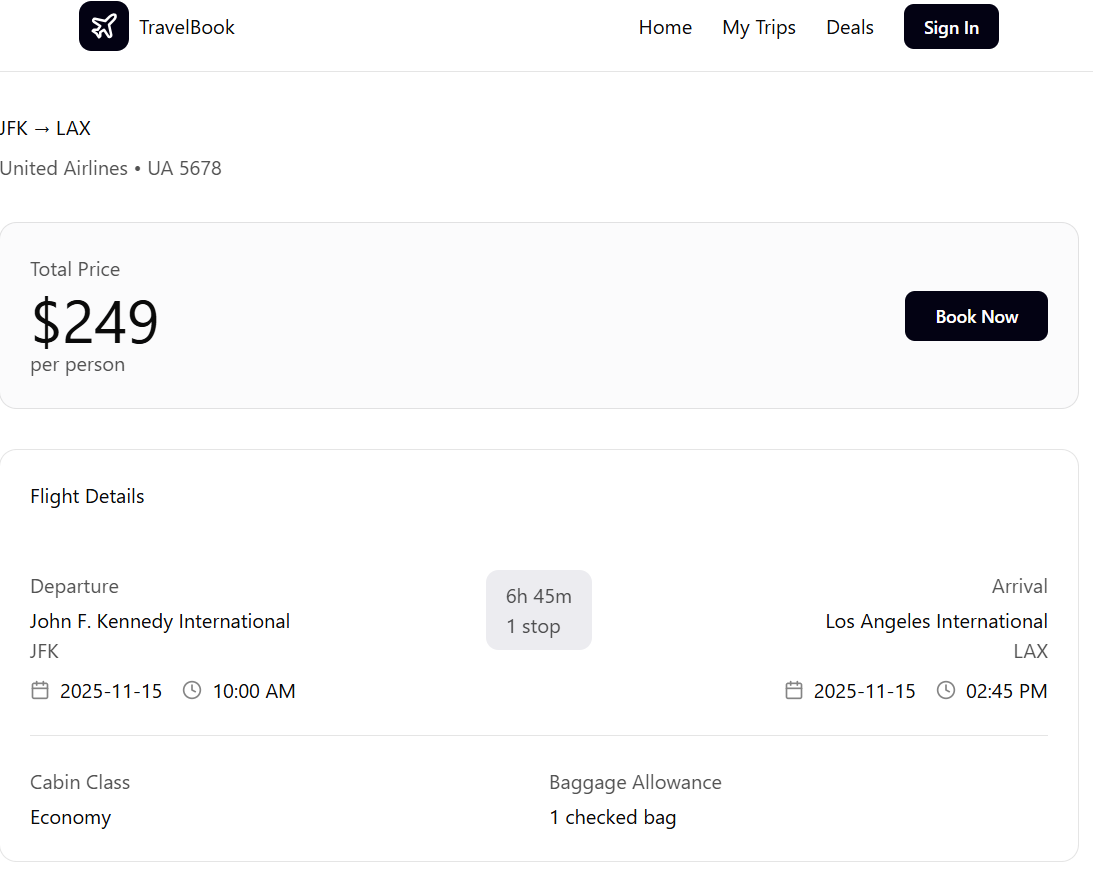 TravelBook
Home My Trips Deals Sign In
JFK → LAX
United Airlines • UA 5678
Total Price
$249
per person
Book Now
Flight Details
Departure
John F. Kennedy International
JFK
2025-11-15 10:00 AM
6h 45m
1 stop
Arrival
Los Angeles International
LAX
2025-11-15 02:45 PM
Cabin Class
Economy
Baggage Allowance
1 checked bag